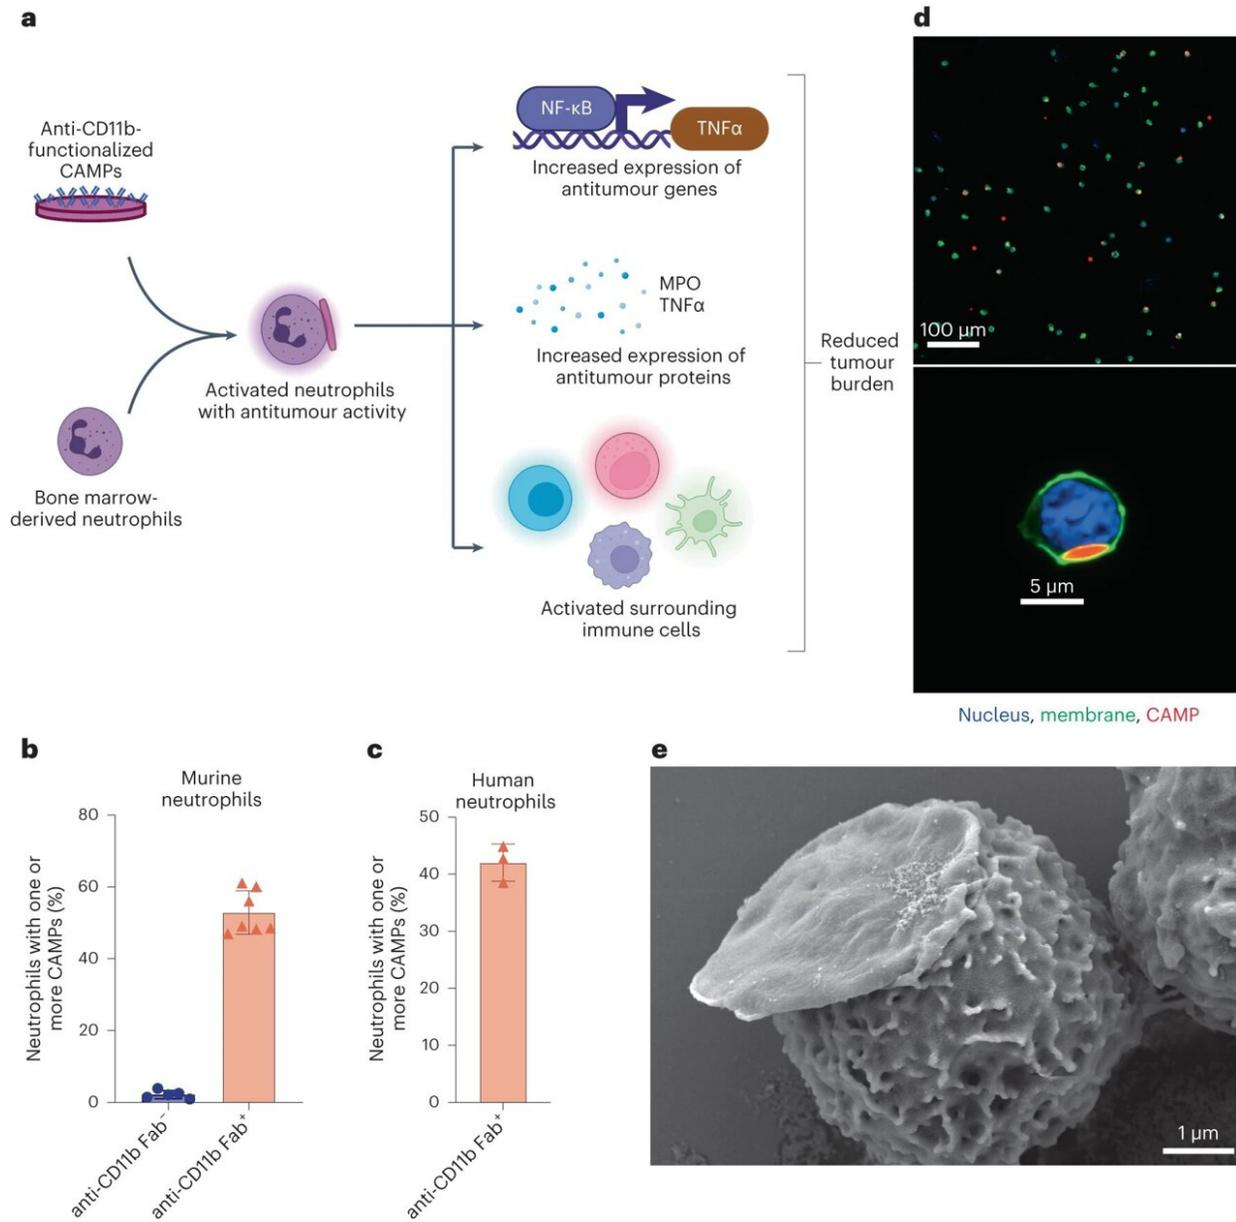 a
Anti-CD11b-
functionalized
CAMPs
Bone marrow-
derived neutrophils
Activated neutrophils
with antitumour activity
NF-κB
TNFα
Increased expression of
antitumour genes
MPO
TNFα
Increased expression of
antitumour proteins
Activated surrounding
immune cells
Reduced
tumour
burden
d
100 µm
5 µm
Nucleus, membrane, CAMP
b
Murine
neutrophils
Neutrophils with one or
more CAMPs (%)
80
60
40
20
0
anti-CD11b Fab⁻
anti-CD11b Fab⁺
c
Human
neutrophils
Neutrophils with one or
more CAMPs (%)
50
40
30
20
10
0
anti-CD11b Fab⁺
e
1 µm